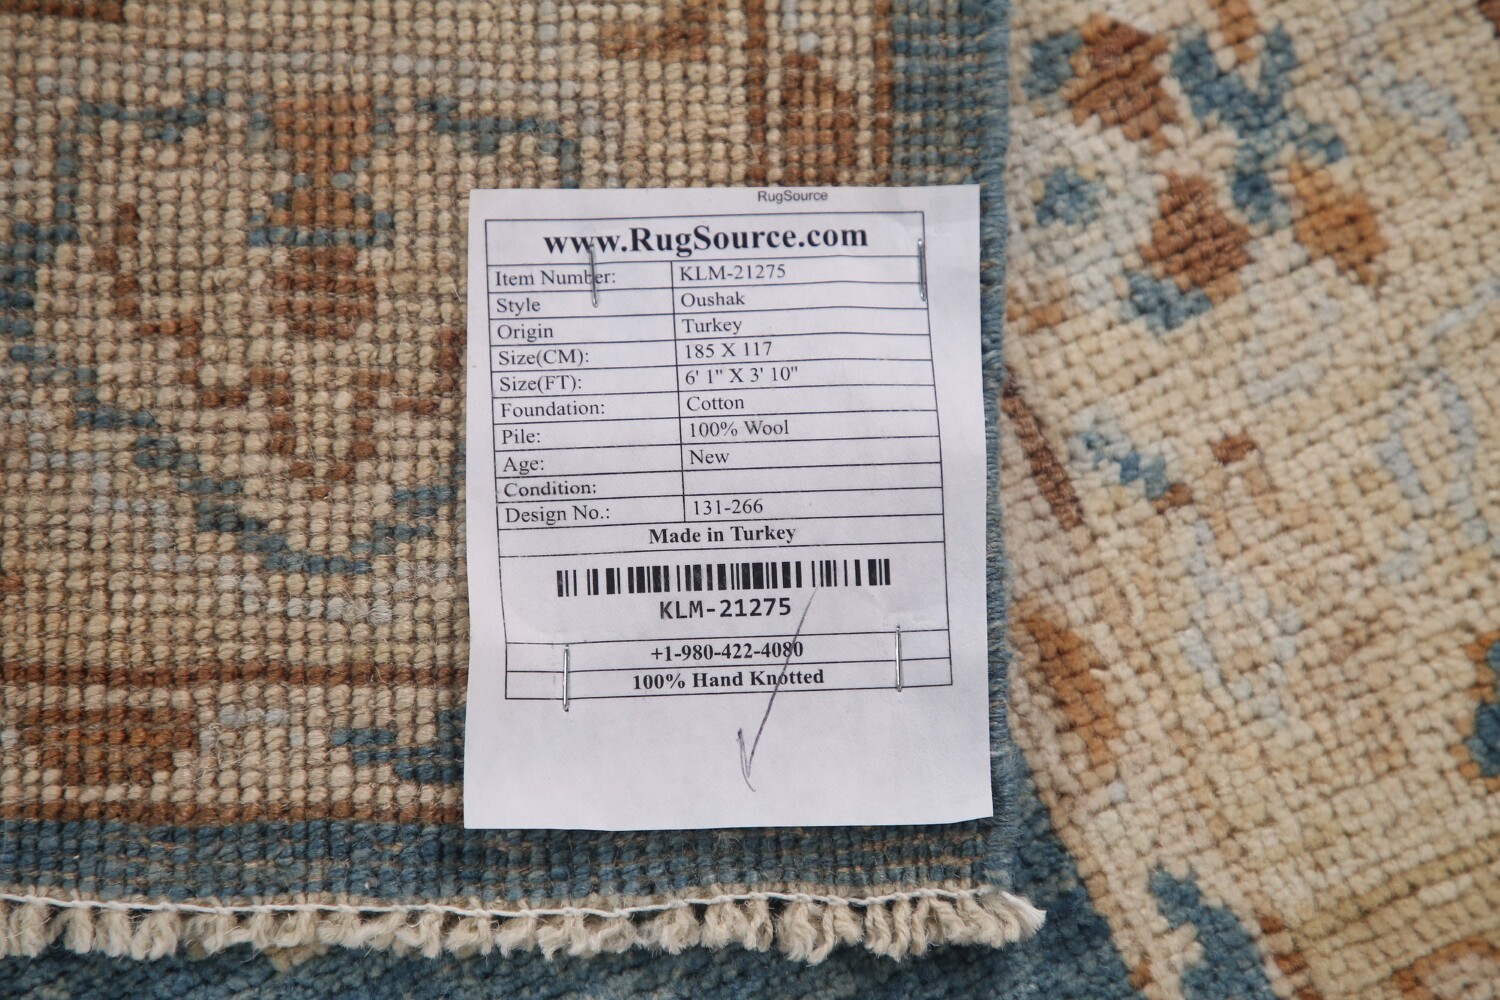 RugSource
www.RugSource.com
Item Number: KLM-21275
Style Oushak
Origin Turkey
Size(CM): 185 X 117
Size(FT): 6' 1" X 3' 10"
Foundation: Cotton
Pile: 100% Wool
Age: New
Condition:
Design No.: 131-266
Made in Turkey
KLM-21275
+1-980-422-4080
100% Hand Knotted